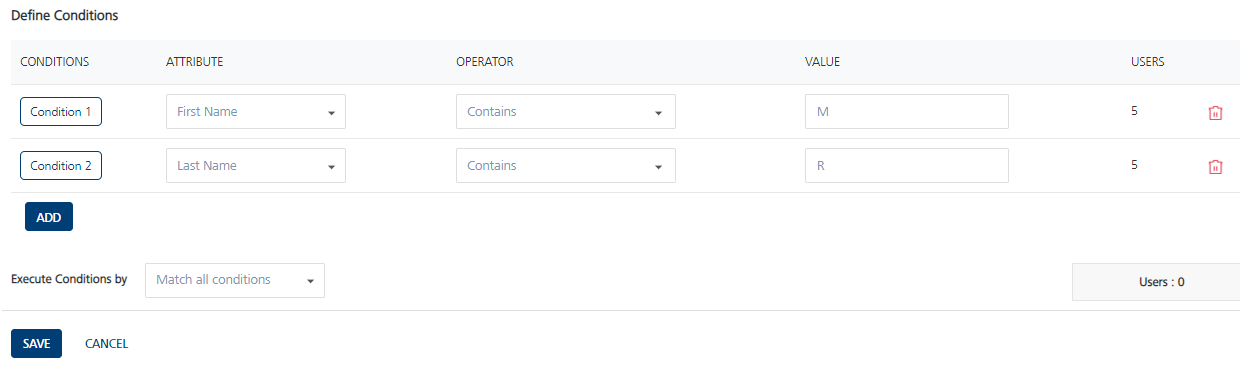 Define Conditions
CONDITIONS ATTRIBUTE OPERATOR VALUE USERS
Condition 1 First Name Contains M 5
Condition 2 Last Name Contains R 5
ADD
Execute Conditions by Match all conditions Users : 0
SAVE CANCEL